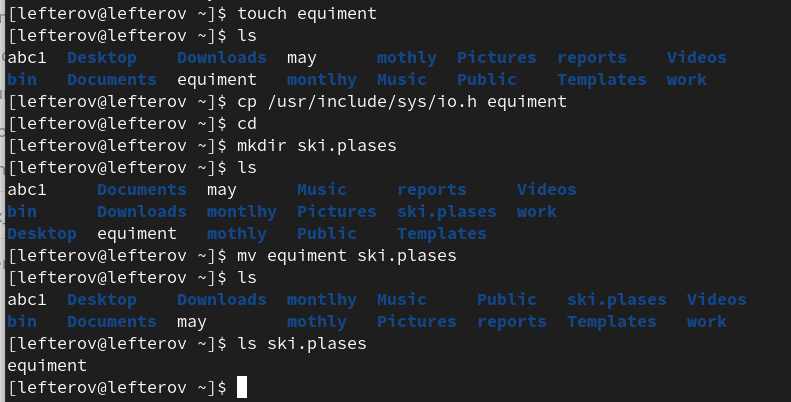 [lefterov@lefterov ~]$ touch equiment
[lefterov@lefterov ~]$ ls
abc1  Desktop    Downloads  may      mothly  Pictures  reports    Videos
bin   Documents  equiment   montlhy  Music   Public    Templates  work
[lefterov@lefterov ~]$ cp /usr/include/sys/io.h equiment
[lefterov@lefterov ~]$ cd
[lefterov@lefterov ~]$ mkdir ski.plases
[lefterov@lefterov ~]$ ls
abc1     Documents  may      Music     reports     Videos
bin      Downloads  montlhy  Pictures  ski.plases  work
Desktop  equiment   mothly   Public    Templates
[lefterov@lefterov ~]$ mv equiment ski.plases
[lefterov@lefterov ~]$ ls
abc1  Desktop    Downloads  montlhy  Music     Public   ski.plases  Videos
bin   Documents  may        mothly   Pictures  reports  Templates   work
[lefterov@lefterov ~]$ ls ski.plases
equiment
[lefterov@lefterov ~]$